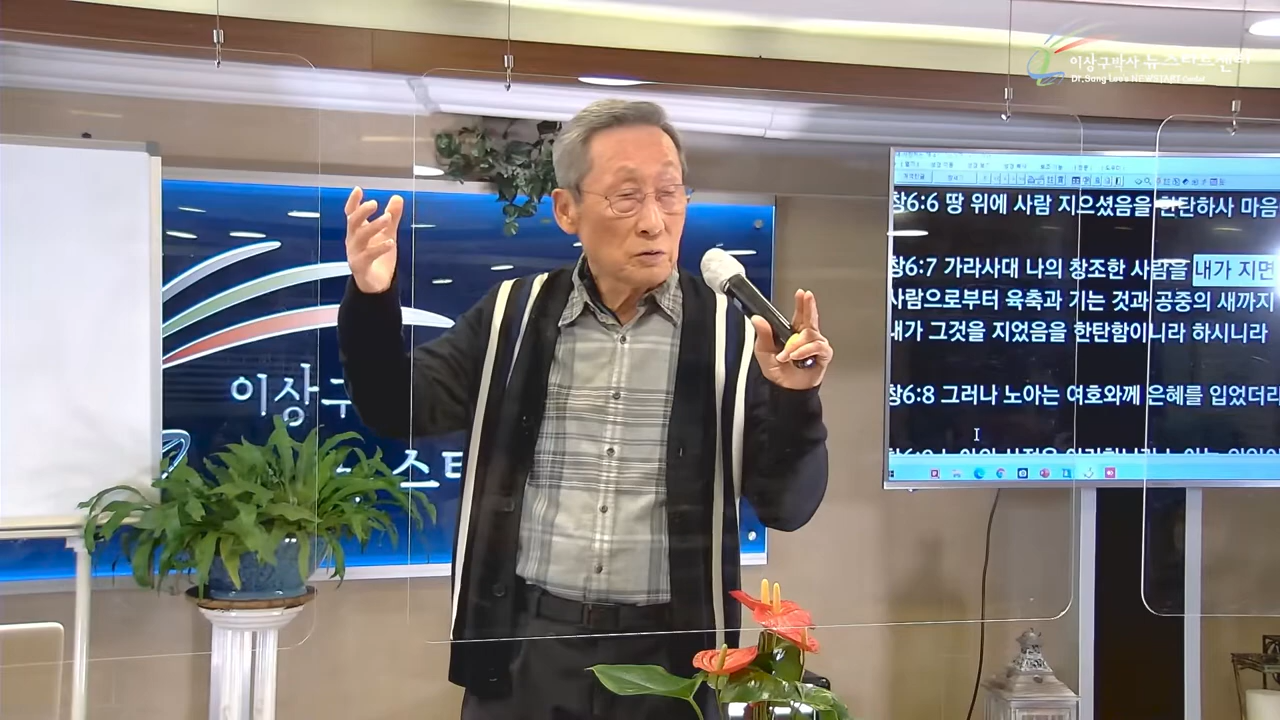 이상구박사 뉴스타트센터
Dr. Sang Lee's NEWSTART Center
창6:6 땅 위에 사람 지으셨음을 한탄하사 마음
창6:7 가라사대 나의 창조한 사람을 내가 지면
사람으로부터 육축과 기는 것과 공중의 새까지
내가 그것을 지었음을 한탄함이니라 하시니라
창6:8 그러나 노아는 여호와께 은혜를 입었더라
이상구
스타